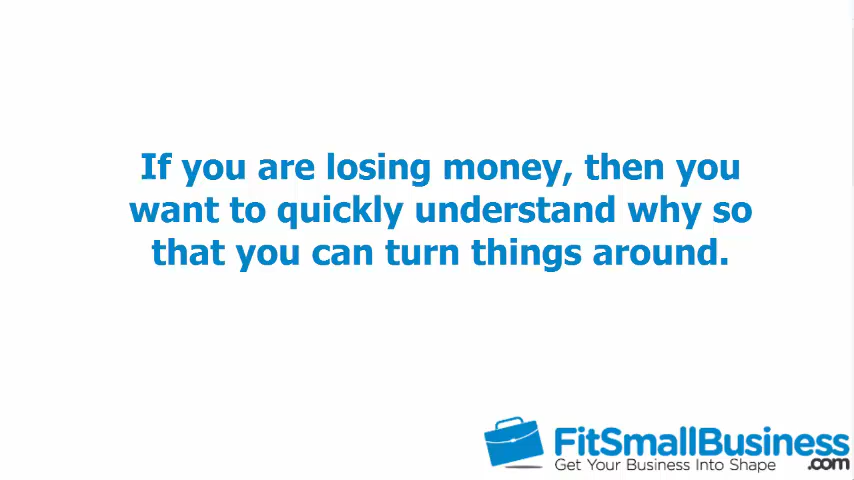 If you are losing money, then you
want to quickly understand why so
that you can turn things around.
FitSmallBusiness
.com
Get Your Business Into Shape